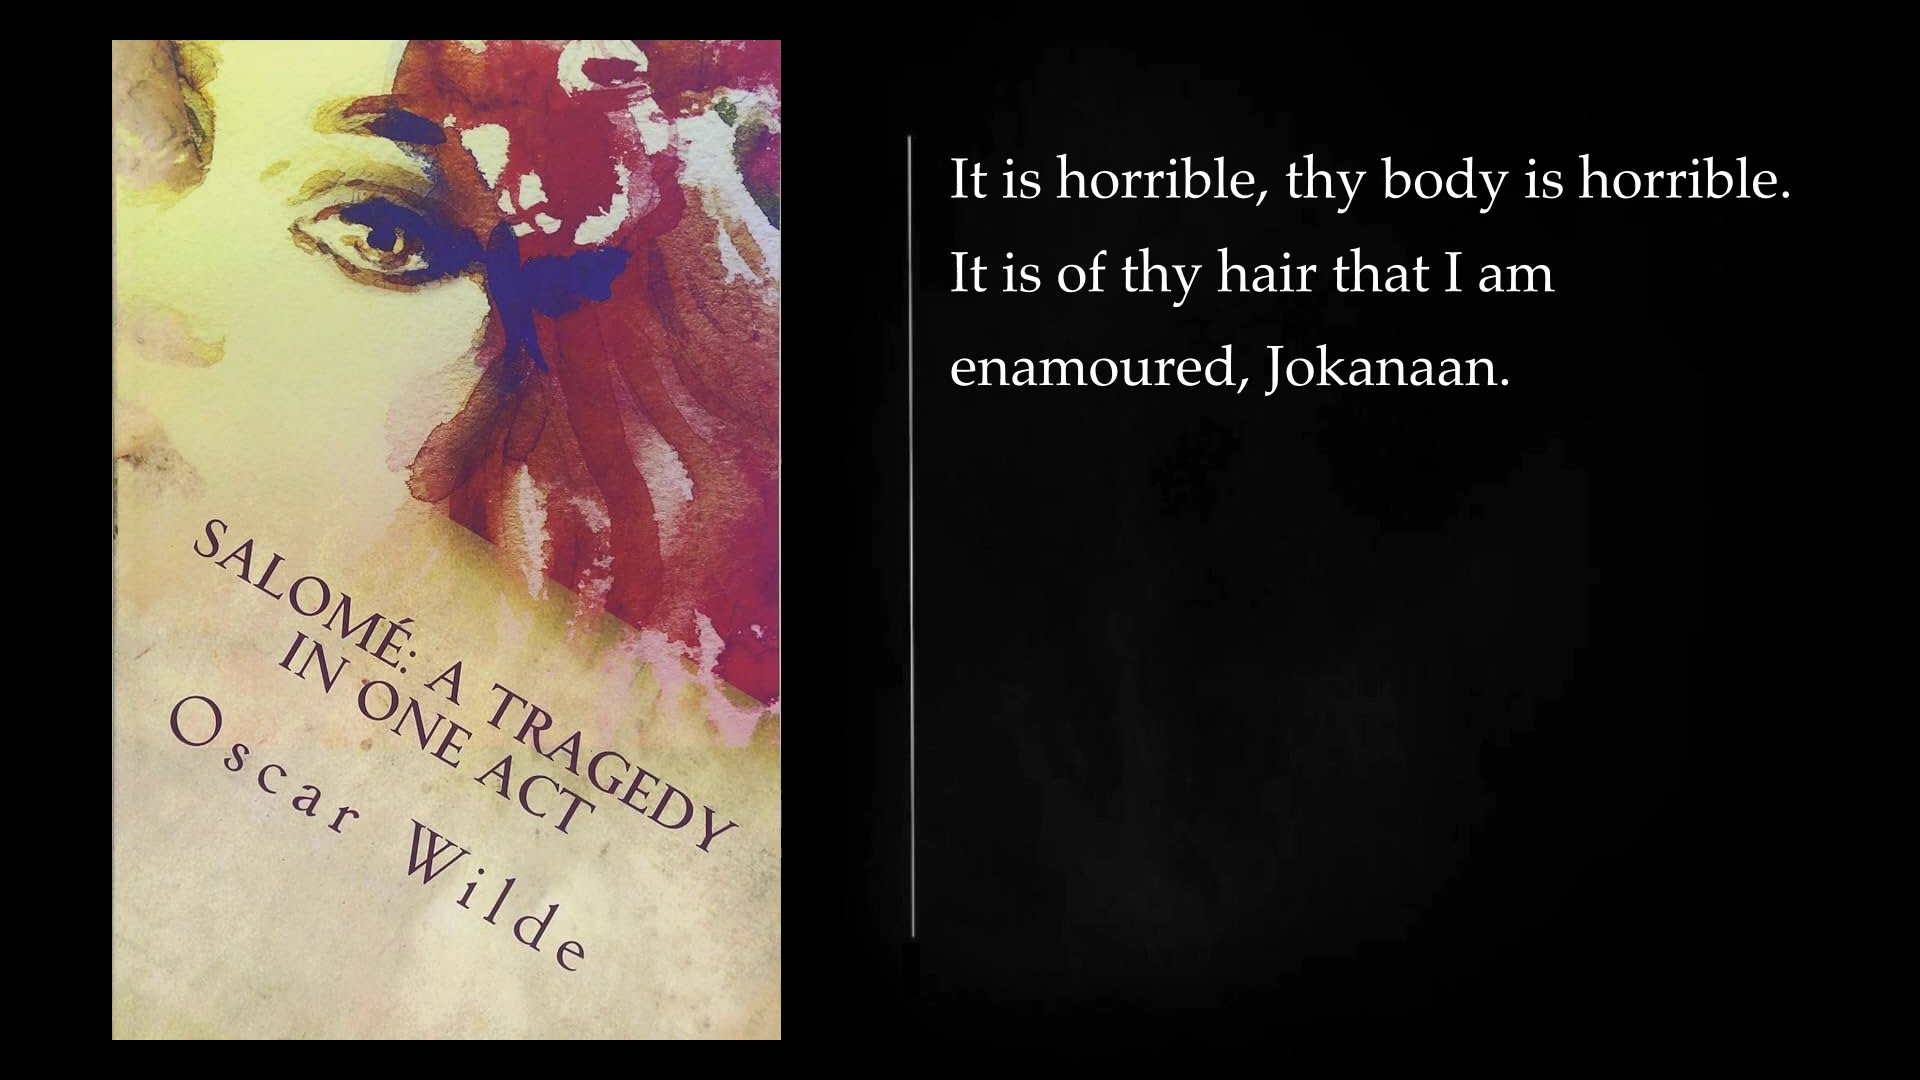 SALOMÉ: A TRAGEDY
IN ONE ACT
Oscar Wilde
It is horrible, thy body is horrible.
It is of thy hair that I am
enamoured, Jokanaan.